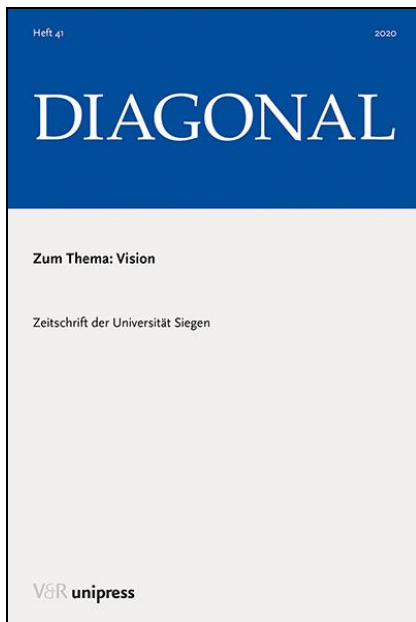 Heft 41 2020
DIAGONAL
Zum Thema: Vision
Zeitschrift der Universität Siegen
V&R unipress